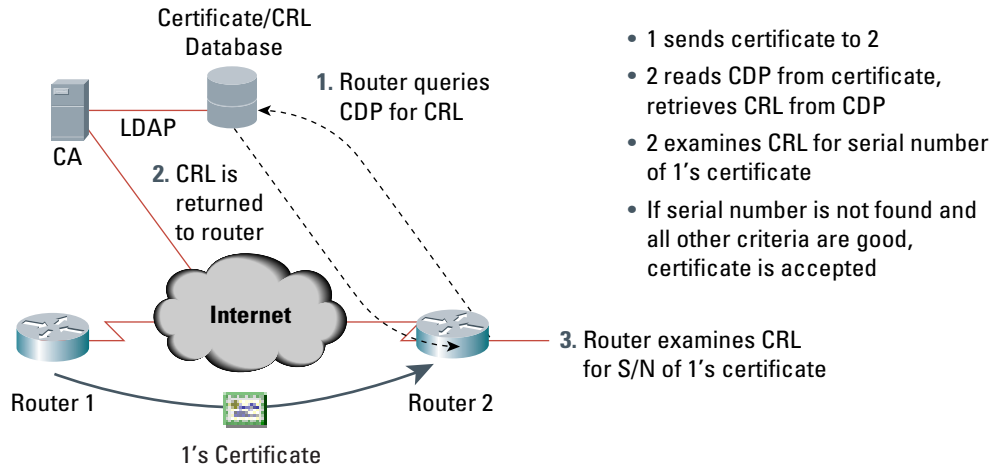 Certificate/CRL
Database
1. Router queries
CDP for CRL
LDAP
CA
2. CRL is
returned
to router
Internet
Router 1
Router 2
1's Certificate
3. Router examines CRL
for S/N of 1's certificate
• 1 sends certificate to 2
• 2 reads CDP from certificate,
retrieves CRL from CDP
• 2 examines CRL for serial number
of 1's certificate
• If serial number is not found and
all other criteria are good,
certificate is accepted